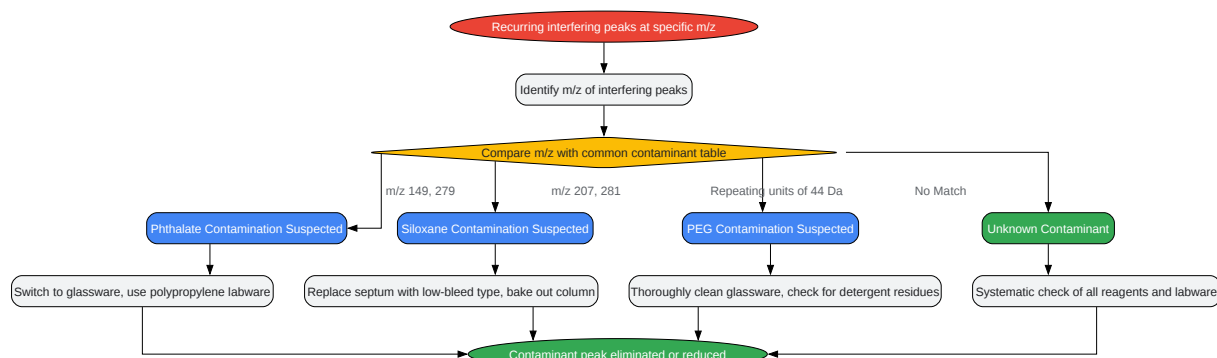 Recurring interfering peaks at specific m/z
Identify m/z of interfering peaks
Compare m/z with common contaminant table
m/z 149, 279
m/z 207, 281
Repeating units of 44 Da
No Match
Phthalate Contamination Suspected
Siloxane Contamination Suspected
PEG Contamination Suspected
Unknown Contaminant
Switch to glassware, use polypropylene labware
Replace septum with low-bleed type, bake out column
Thoroughly clean glassware, check for detergent residues
Systematic check of all reagents and labware
Contaminant peak eliminated or reduced